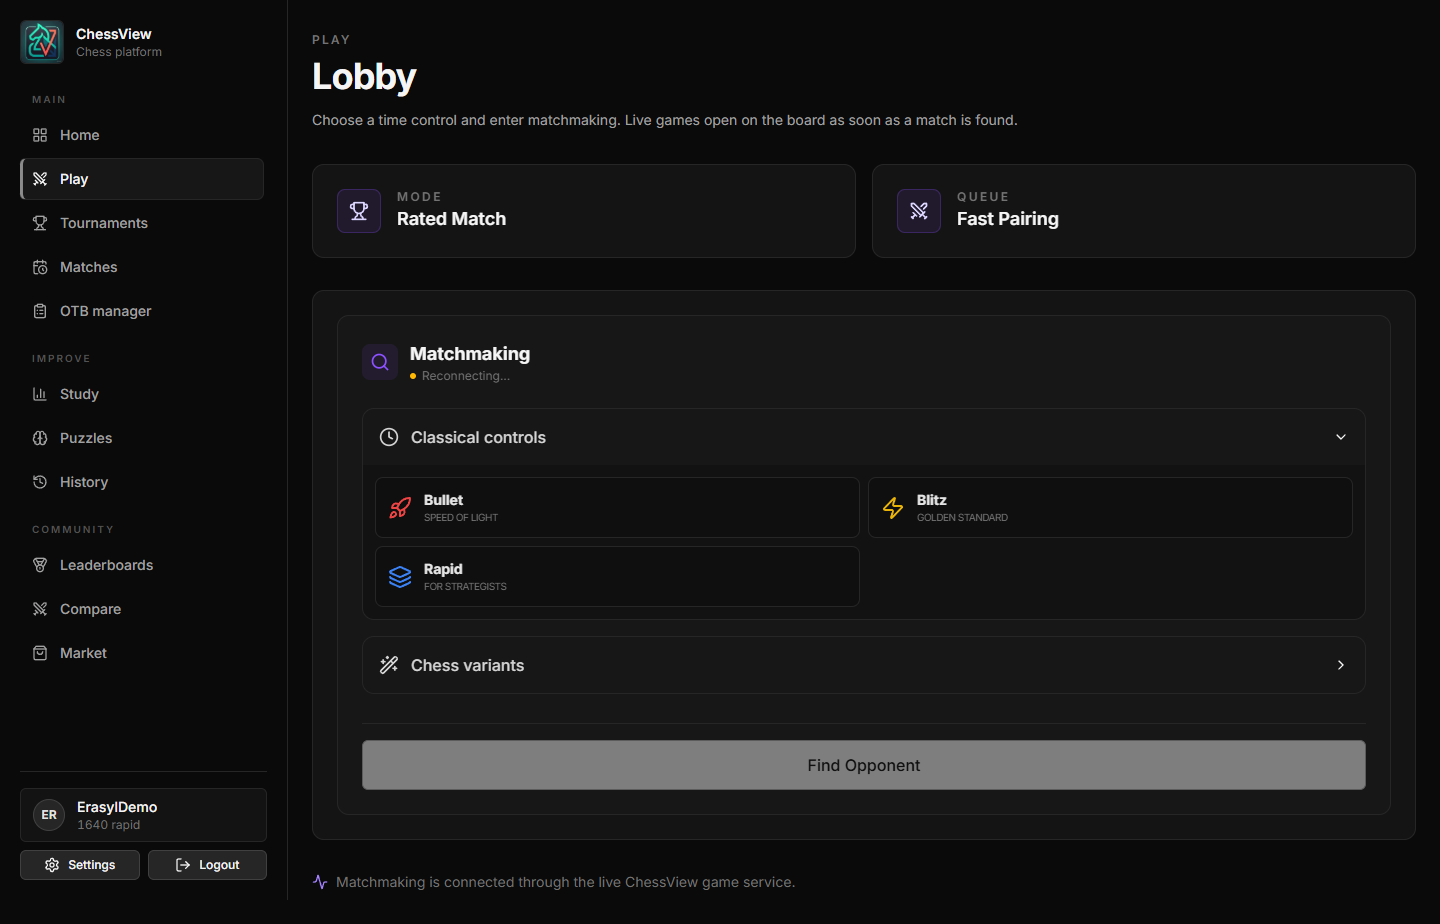 ChessView
Chess platform
MAIN
Home
Play
Tournaments
Matches
OTB manager
IMPROVE
Study
Puzzles
History
COMMUNITY
Leaderboards
Compare
Market
ER
ErasylDemo
1640 rapid
Settings
Logout
PLAY
Lobby
Choose a time control and enter matchmaking. Live games open on the board as soon as a match is found.
MODE
Rated Match
QUEUE
Fast Pairing
Matchmaking
Reconnecting...
Classical controls
Bullet
SPEED OF LIGHT
Blitz
GOLDEN STANDARD
Rapid
FOR STRATEGISTS
Chess variants
Find Opponent
Matchmaking is connected through the live ChessView game service.